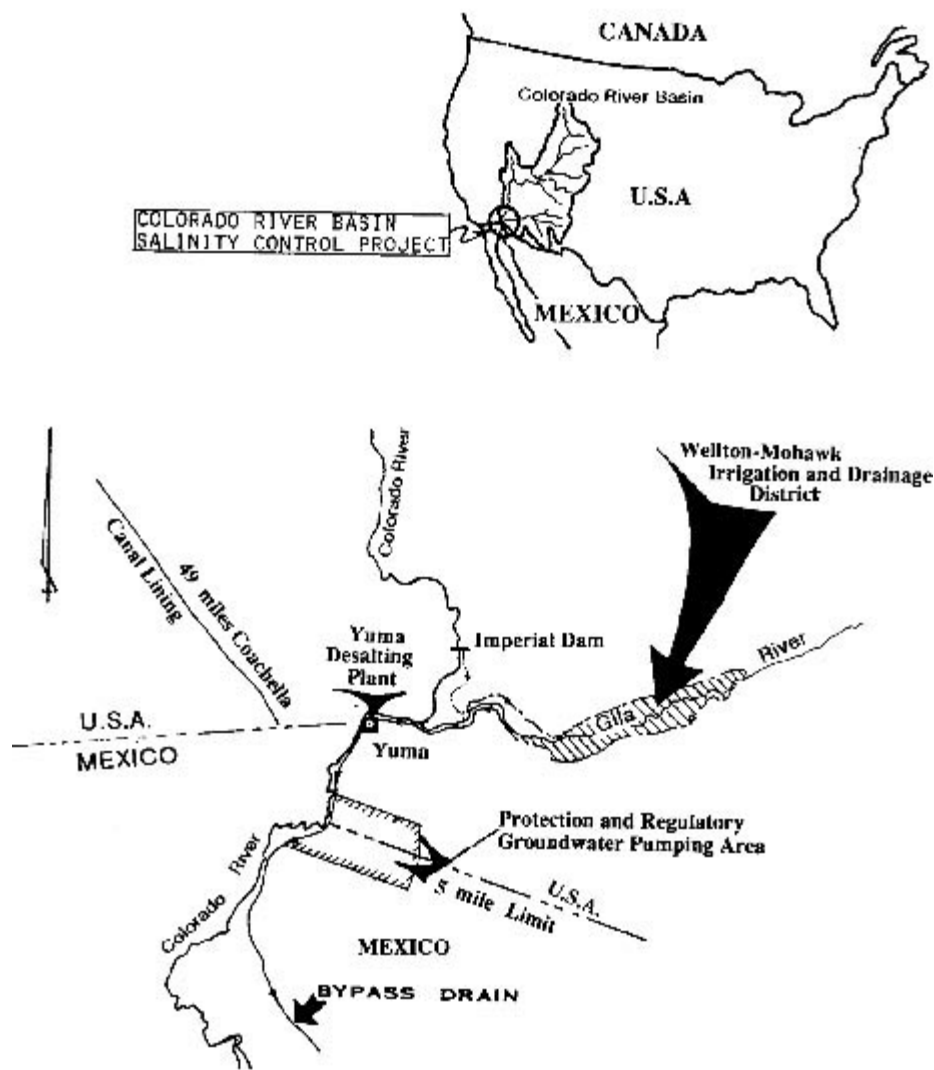 CANADA
Colorado River Basin
U.S.A
COLORADO RIVER BASIN
SALINITY CONTROL PROJECT
MEXICO
Wellton-Mohawk
Irrigation and Drainage
District
Colorado River
Canal Lining
49 miles Coachella
Yuma
Desalting
Plant
Imperial Dam
River
Gila
U.S.A.
MEXICO
Yuma
Protection and Regulatory
Groundwater Pumping Area
River
Colorado
5 mile Limit
U.S.A.
MEXICO
BYPASS DRAIN